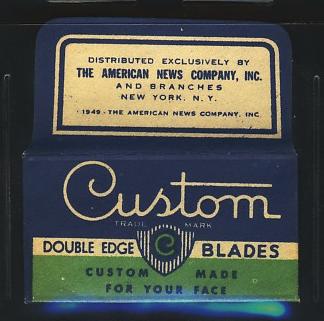 DISTRIBUTED EXCLUSIVELY BY
THE AMERICAN NEWS COMPANY, INC.
AND BRANCHES
NEW YORK, N. Y.
1949 - THE AMERICAN NEWS COMPANY, INC.
Custom
TRADE MARK
DOUBLE EDGE C BLADES
CUSTOM MADE
FOR YOUR FACE